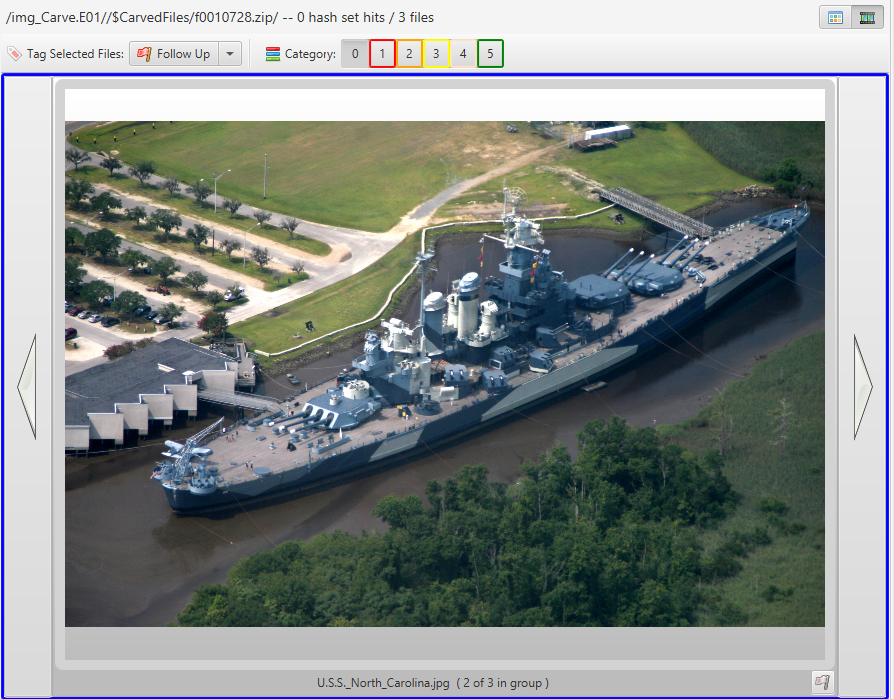 /img_Carve.E01//$CarvedFiles/f0010728.zip/ -- 0 hash set hits / 3 files
Tag Selected Files: Follow Up Category: 0 1 2 3 4 5
U.S.S._North_Carolina.jpg ( 2 of 3 in group )